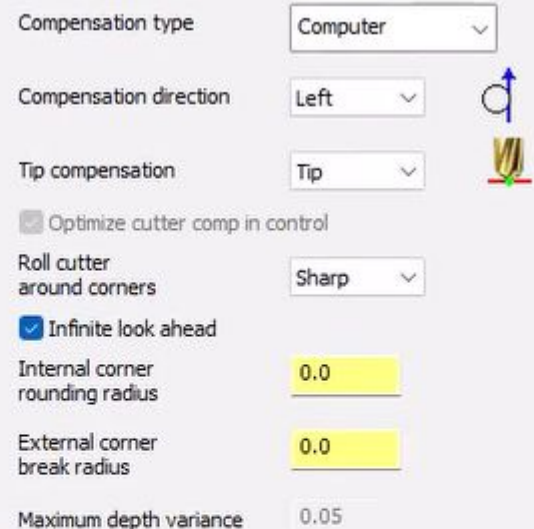 Compensation type Computer
Compensation direction Left
Tip compensation Tip
Optimize cutter comp in control
Roll cutter
around corners Sharp
Infinite look ahead
Internal corner
rounding radius 0.0
External corner
break radius 0.0
Maximum depth variance 0.05